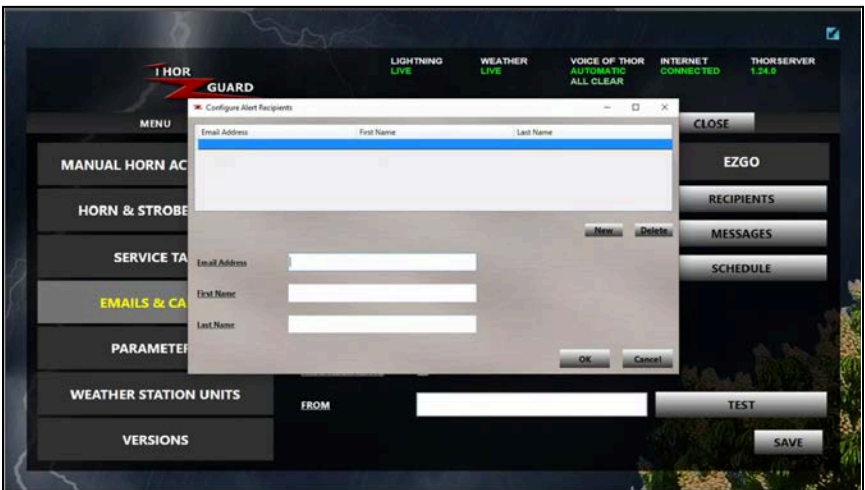 THOR
GUARD
LIGHTNING
LIVE
WEATHER
LIVE
VOICE OF THOR
AUTOMATIC
ALL CLEAR
INTERNET
CONNECTED
THORSERVER
1.24.0
MENU
CLOSE
Configure Alert Recipients
Email Address First Name Last Name
New Delete
Email Address
First Name
Last Name
OK Cancel
MANUAL HORN AC
HORN & STROBE
SERVICE TA
EMAILS & CA
PARAMETE
WEATHER STATION UNITS
VERSIONS
EZGO
RECIPIENTS
MESSAGES
SCHEDULE
FROM
TEST
SAVE